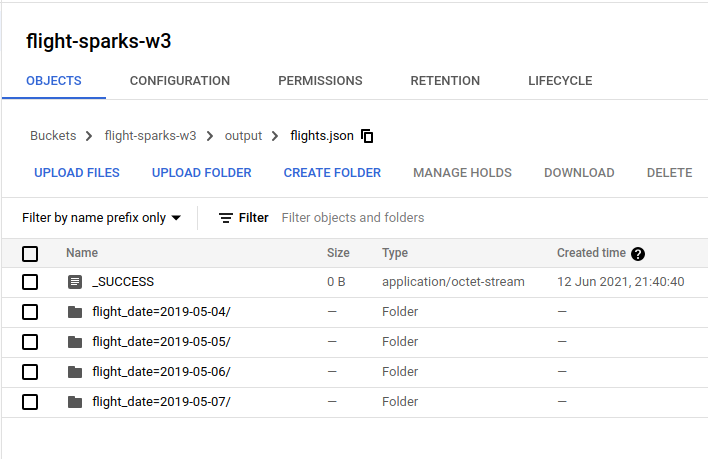 flight-sparks-w3
OBJECTS CONFIGURATION PERMISSIONS RETENTION LIFECYCLE
Buckets > flight-sparks-w3 > output > flights.json
UPLOAD FILES UPLOAD FOLDER CREATE FOLDER MANAGE HOLDS DOWNLOAD DELETE
Filter by name prefix only Filter Filter objects and folders
Name Size Type Created time ?
_SUCCESS 0 B application/octet-stream 12 Jun 2021, 21:40:40
flight_date=2019-05-04/ — Folder —
flight_date=2019-05-05/ — Folder —
flight_date=2019-05-06/ — Folder —
flight_date=2019-05-07/ — Folder —